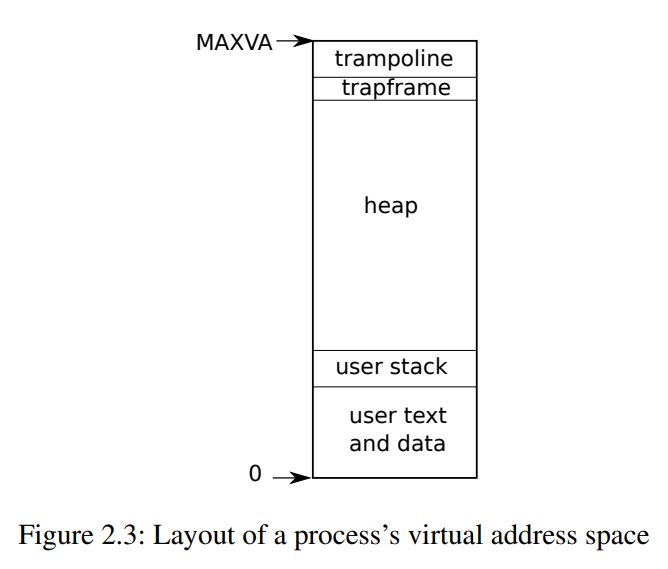 MAXVA
trampoline
trapframe
heap
user stack
user text
and data
0
Figure 2.3: Layout of a process’s virtual address space